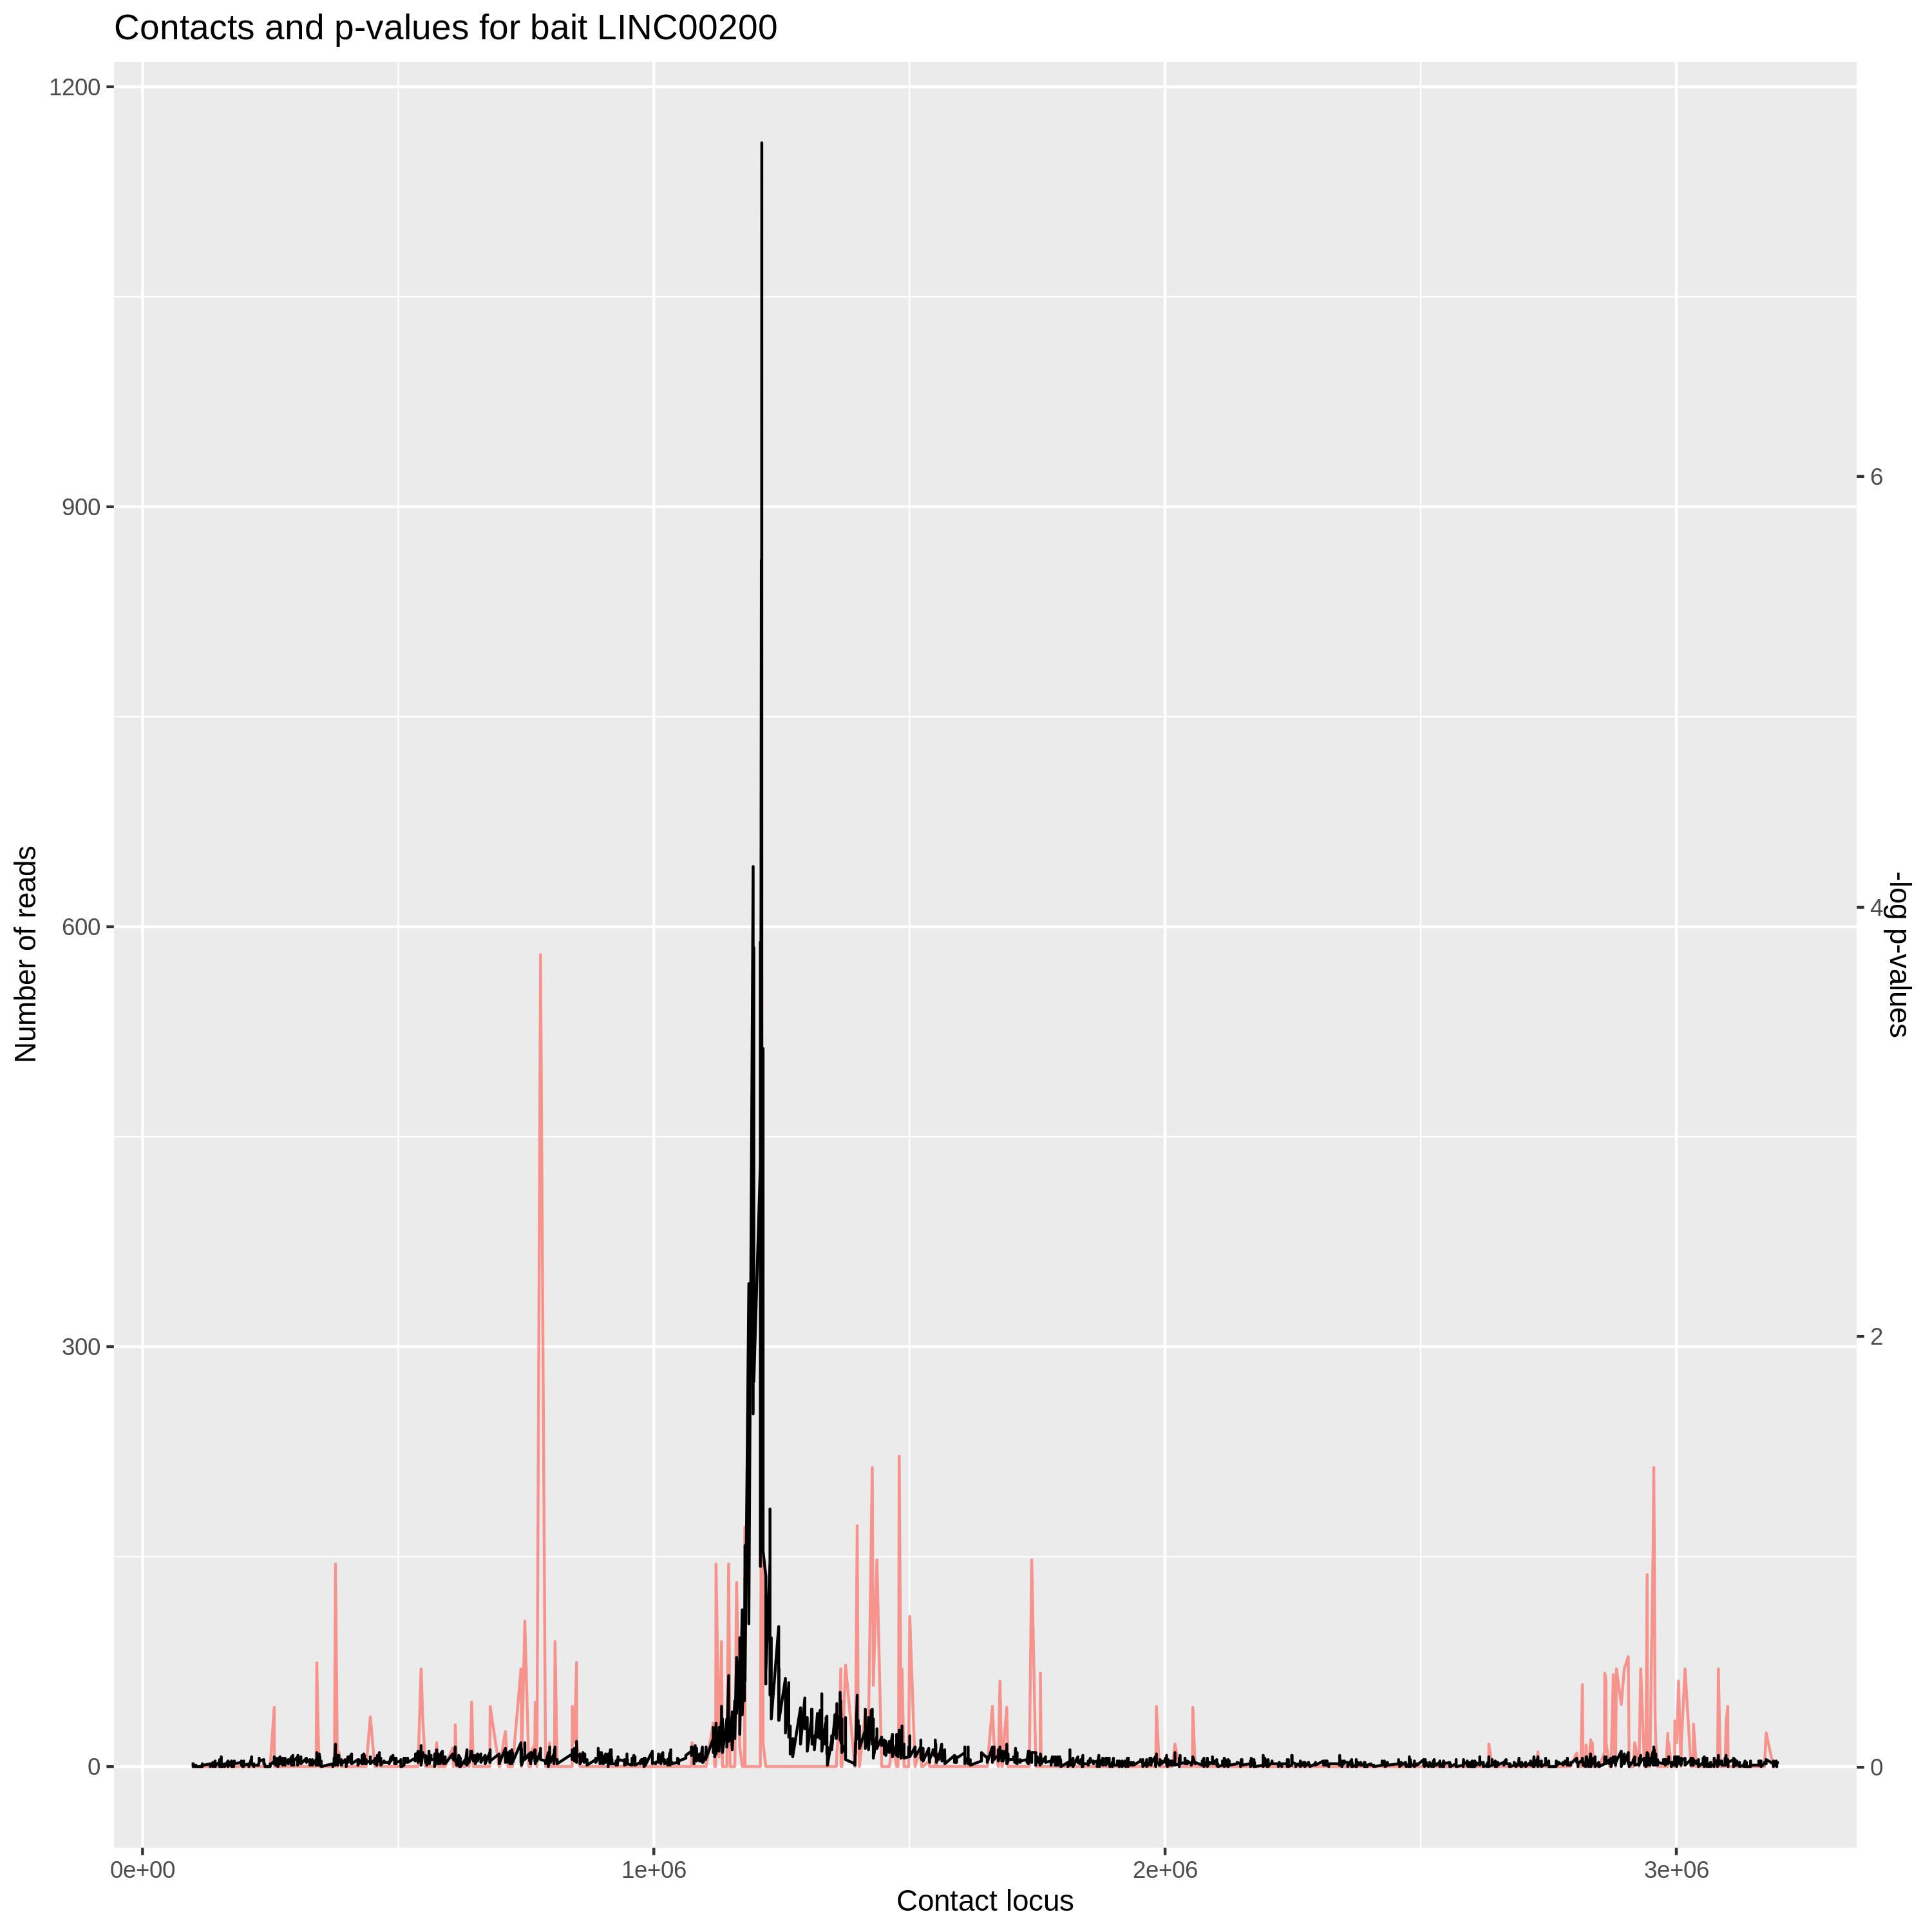 Contacts and p-values for bait LINC00200
1200
900
600
300
0
Number of reads
6
4
2
0
-log p-values
0e+00 1e+06 2e+06 3e+06
Contact locus